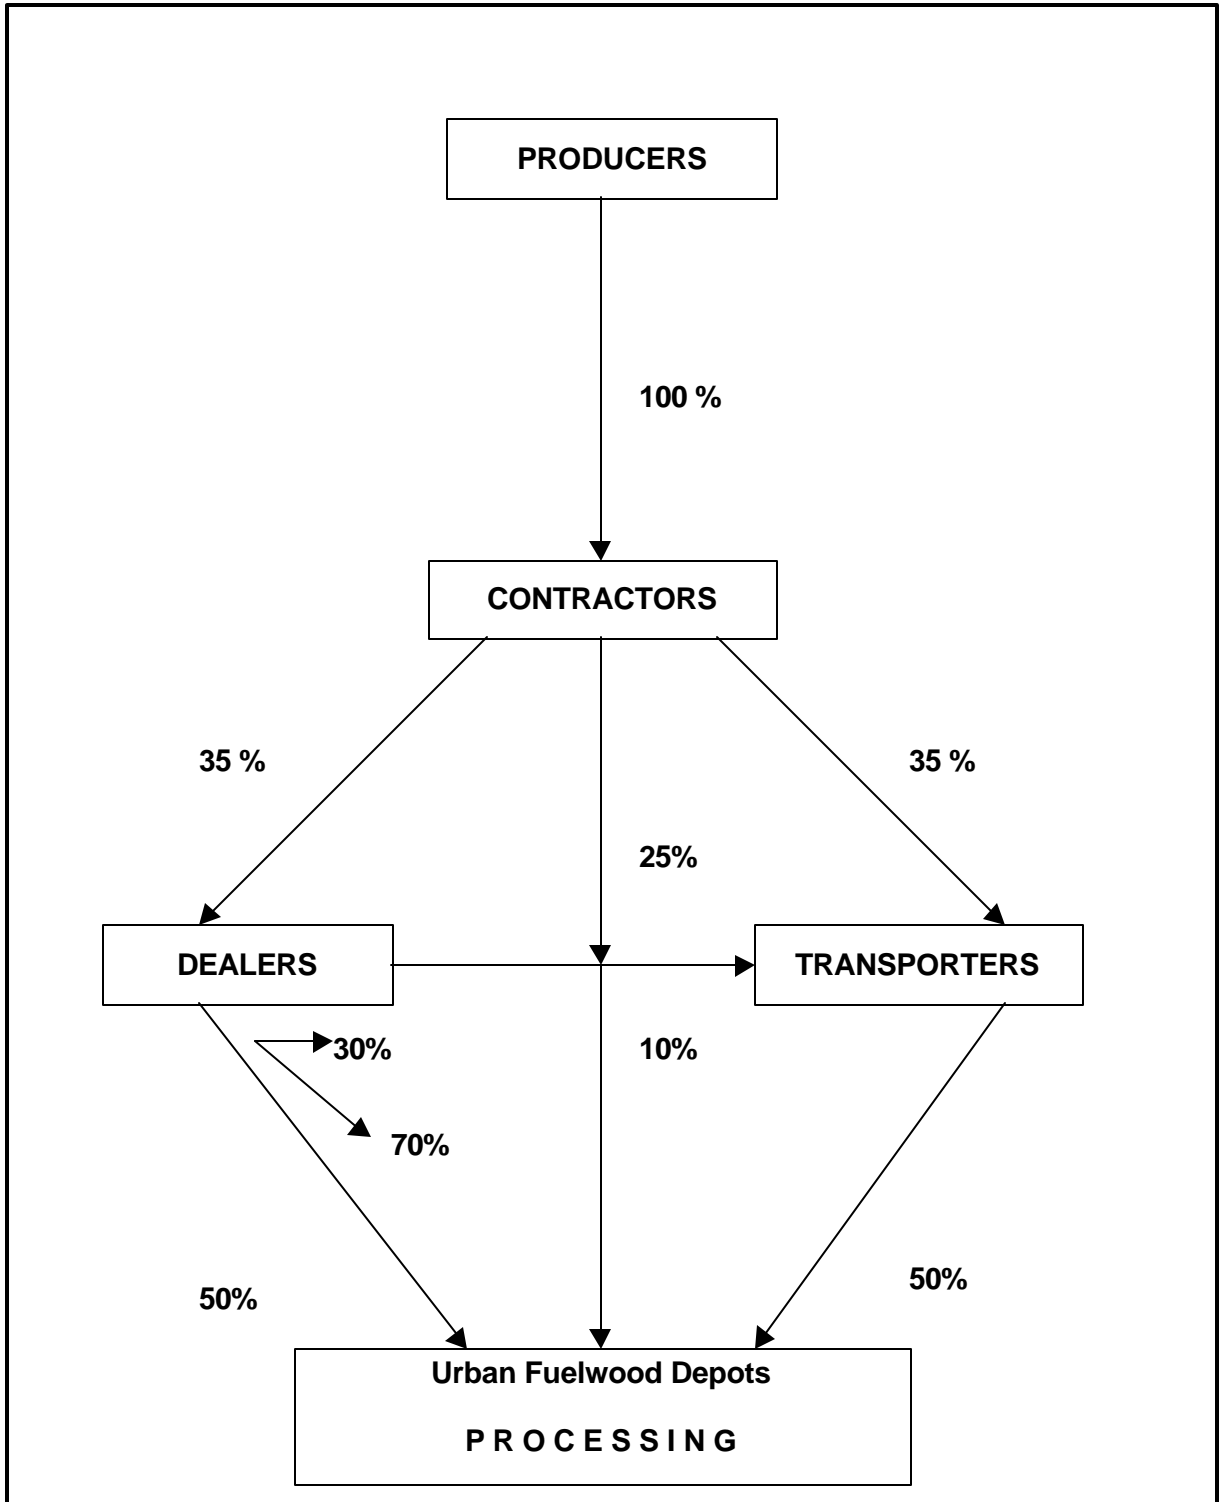 PRODUCERS
100 %
CONTRACTORS
35 %
35 %
25%
DEALERS
TRANSPORTERS
30%
10%
70%
50%
50%
Urban Fuelwood Depots
P R O C E S S I N G